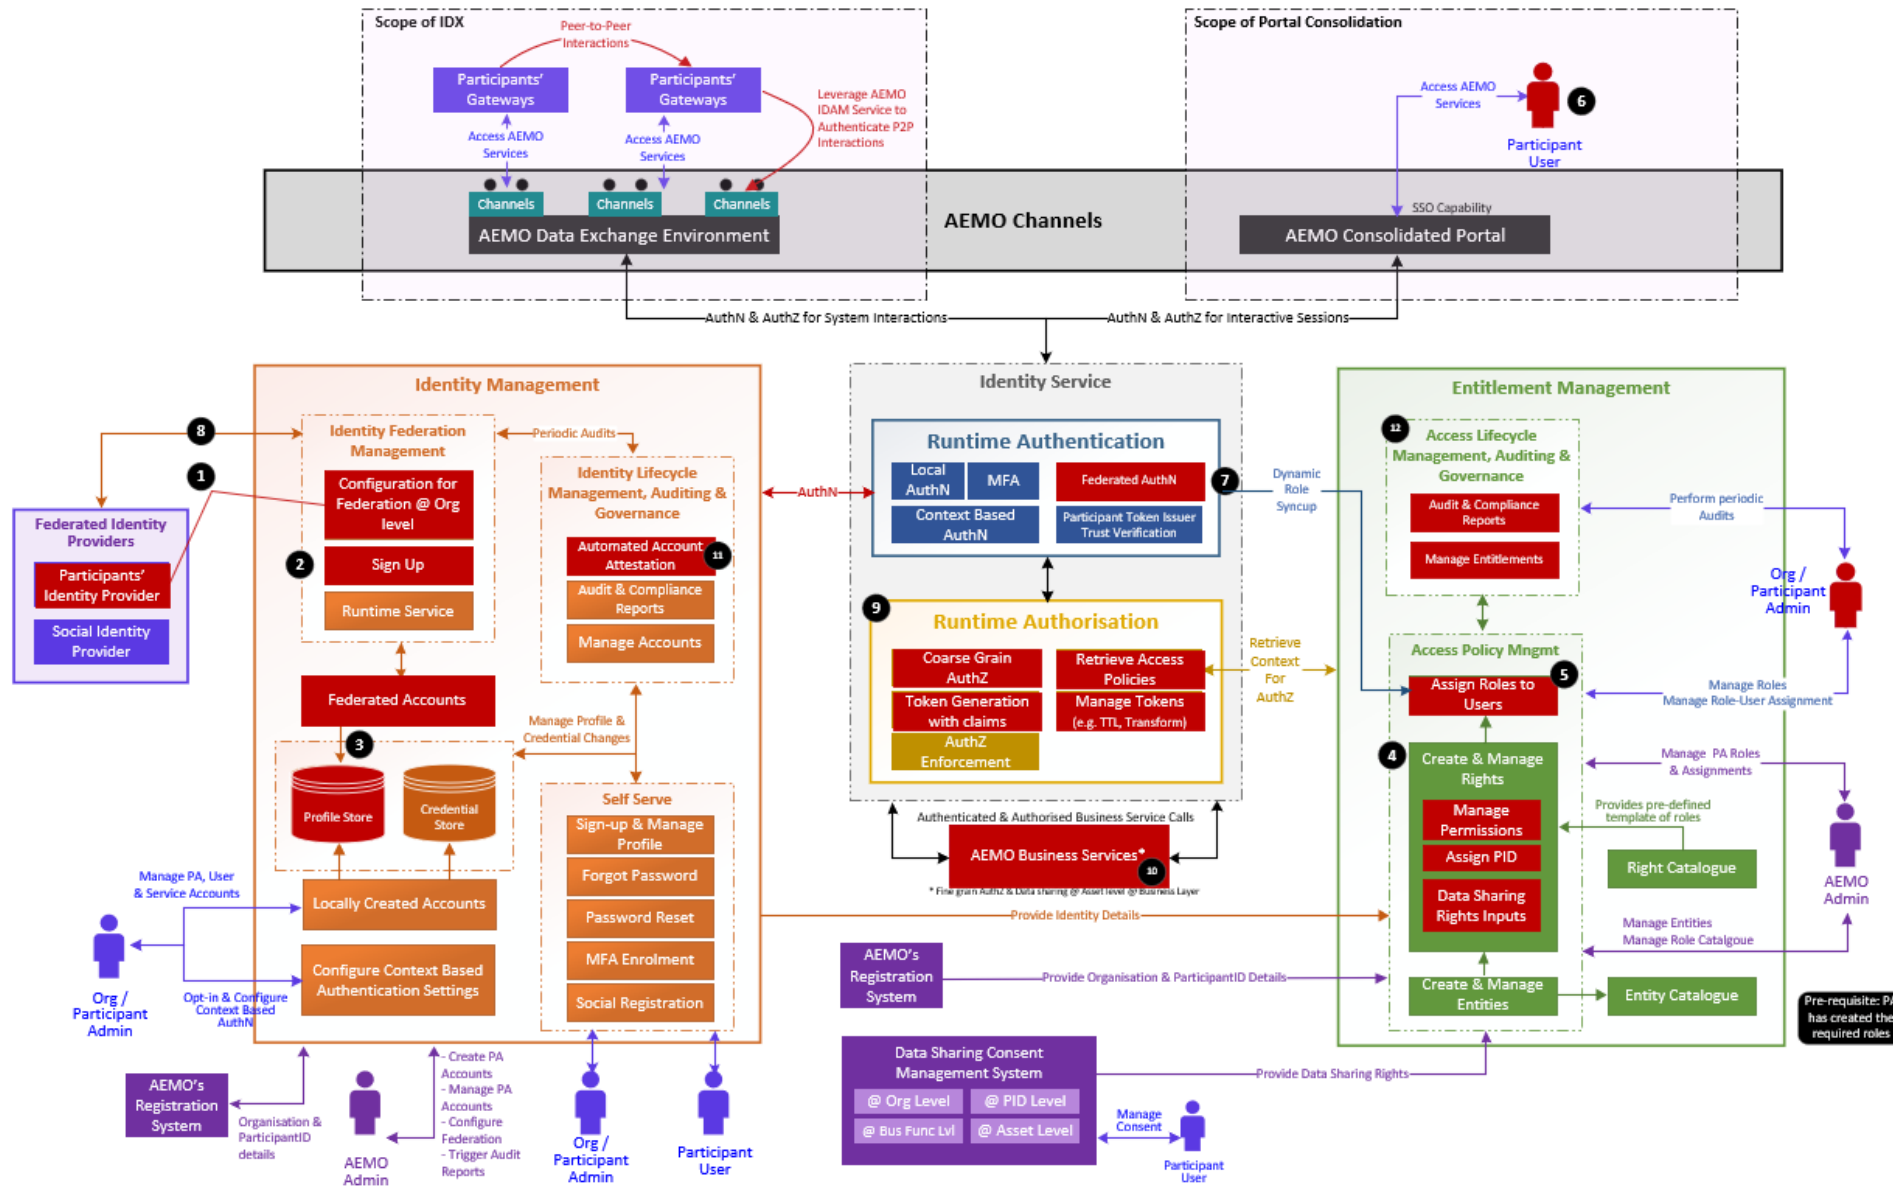 Scope of IDX
Peer-to-Peer
Interactions
Participants'
Gateways
Participants'
Gateways
Leverage AEMO
IDAM Service to
Authenticate P2P
Interactions
Access AEMO
Services
Access AEMO
Services
Channels
Channels
Channels
AEMO Data Exchange Environment
AEMO Channels
Scope of Portal Consolidation
Access AEMO
Services
6
Participant
User
SSO Capability
AEMO Consolidated Portal
AuthN & AuthZ for System Interactions
AuthN & AuthZ for Interactive Sessions
Identity Management
8
1
Federated Identity
Providers
Participants'
Identity Provider
Social Identity
Provider
Identity Federation
Management
Configuration for
Federation @ Org
level
2
Sign Up
Runtime Service
Periodic Audits
Identity Lifecycle
Management, Auditing &
Governance
Automated Account
Attestation
11
Audit & Compliance
Reports
Manage Accounts
Federated Accounts
3
Profile Store
Credential
Store
Manage Profile &
Credential Changes
Self Serve
Sign-up & Manage
Profile
Forgot Password
Password Reset
MFA Enrolment
Social Registration
Locally Created Accounts
Configure Context Based
Authentication Settings
Manage PA, User
& Service Accounts
Org /
Participant
Admin
Opt-in & Configure
Context Based
AuthN
AEMO's
Registration
System
Organisation &
ParticipantID
details
AEMO
Admin
- Create PA
Accounts
- Manage PA
Accounts
- Configure
Federation
- Trigger Audit
Reports
Org /
Participant
Admin
Participant
User
AuthN
Identity Service
Runtime Authentication
Local
AuthN
MFA
Federated AuthN
7
Context Based
AuthN
Participant Token Issuer
Trust Verification
9
Runtime Authorisation
Coarse Grain
AuthZ
Retrieve Access
Policies
Token Generation
with claims
Manage Tokens
(e.g. TTL, Transform)
AuthZ
Enforcement
Authenticated & Authorised Business Service Calls
AEMO Business Services*
10
* Fine grain AuthZ & Data sharing @ Asset level @ Business Layer
Provide Identity Details
AEMO's
Registration
System
Provide Organisation & ParticipantID Details
Data Sharing Consent
Management System
@ Org Level
@ PID Level
@ Bus Func Lvl
@ Asset Level
Provide Data Sharing Rights
Manage
Consent
Participant
User
Dynamic
Role
Syncup
Retrieve
Context
For
AuthZ
Entitlement Management
12
Access Lifecycle
Management, Auditing &
Governance
Audit & Compliance
Reports
Manage Entitlements
Perform periodic
Audits
Org /
Participant
Admin
Access Policy Mngmt
5
Assign Roles to
Users
Manage Roles
Manage Role-User Assignment
4
Create & Manage
Rights
Manage
Permissions
Assign PID
Data Sharing
Rights Inputs
Manage PA Roles
& Assignments
Provides pre-defined
template of roles
Right Catalogue
AEMO
Admin
Manage Entities
Manage Role Catalgoue
Create & Manage
Entities
Entity Catalogue
Pre-requisite: PA
has created the
required roles